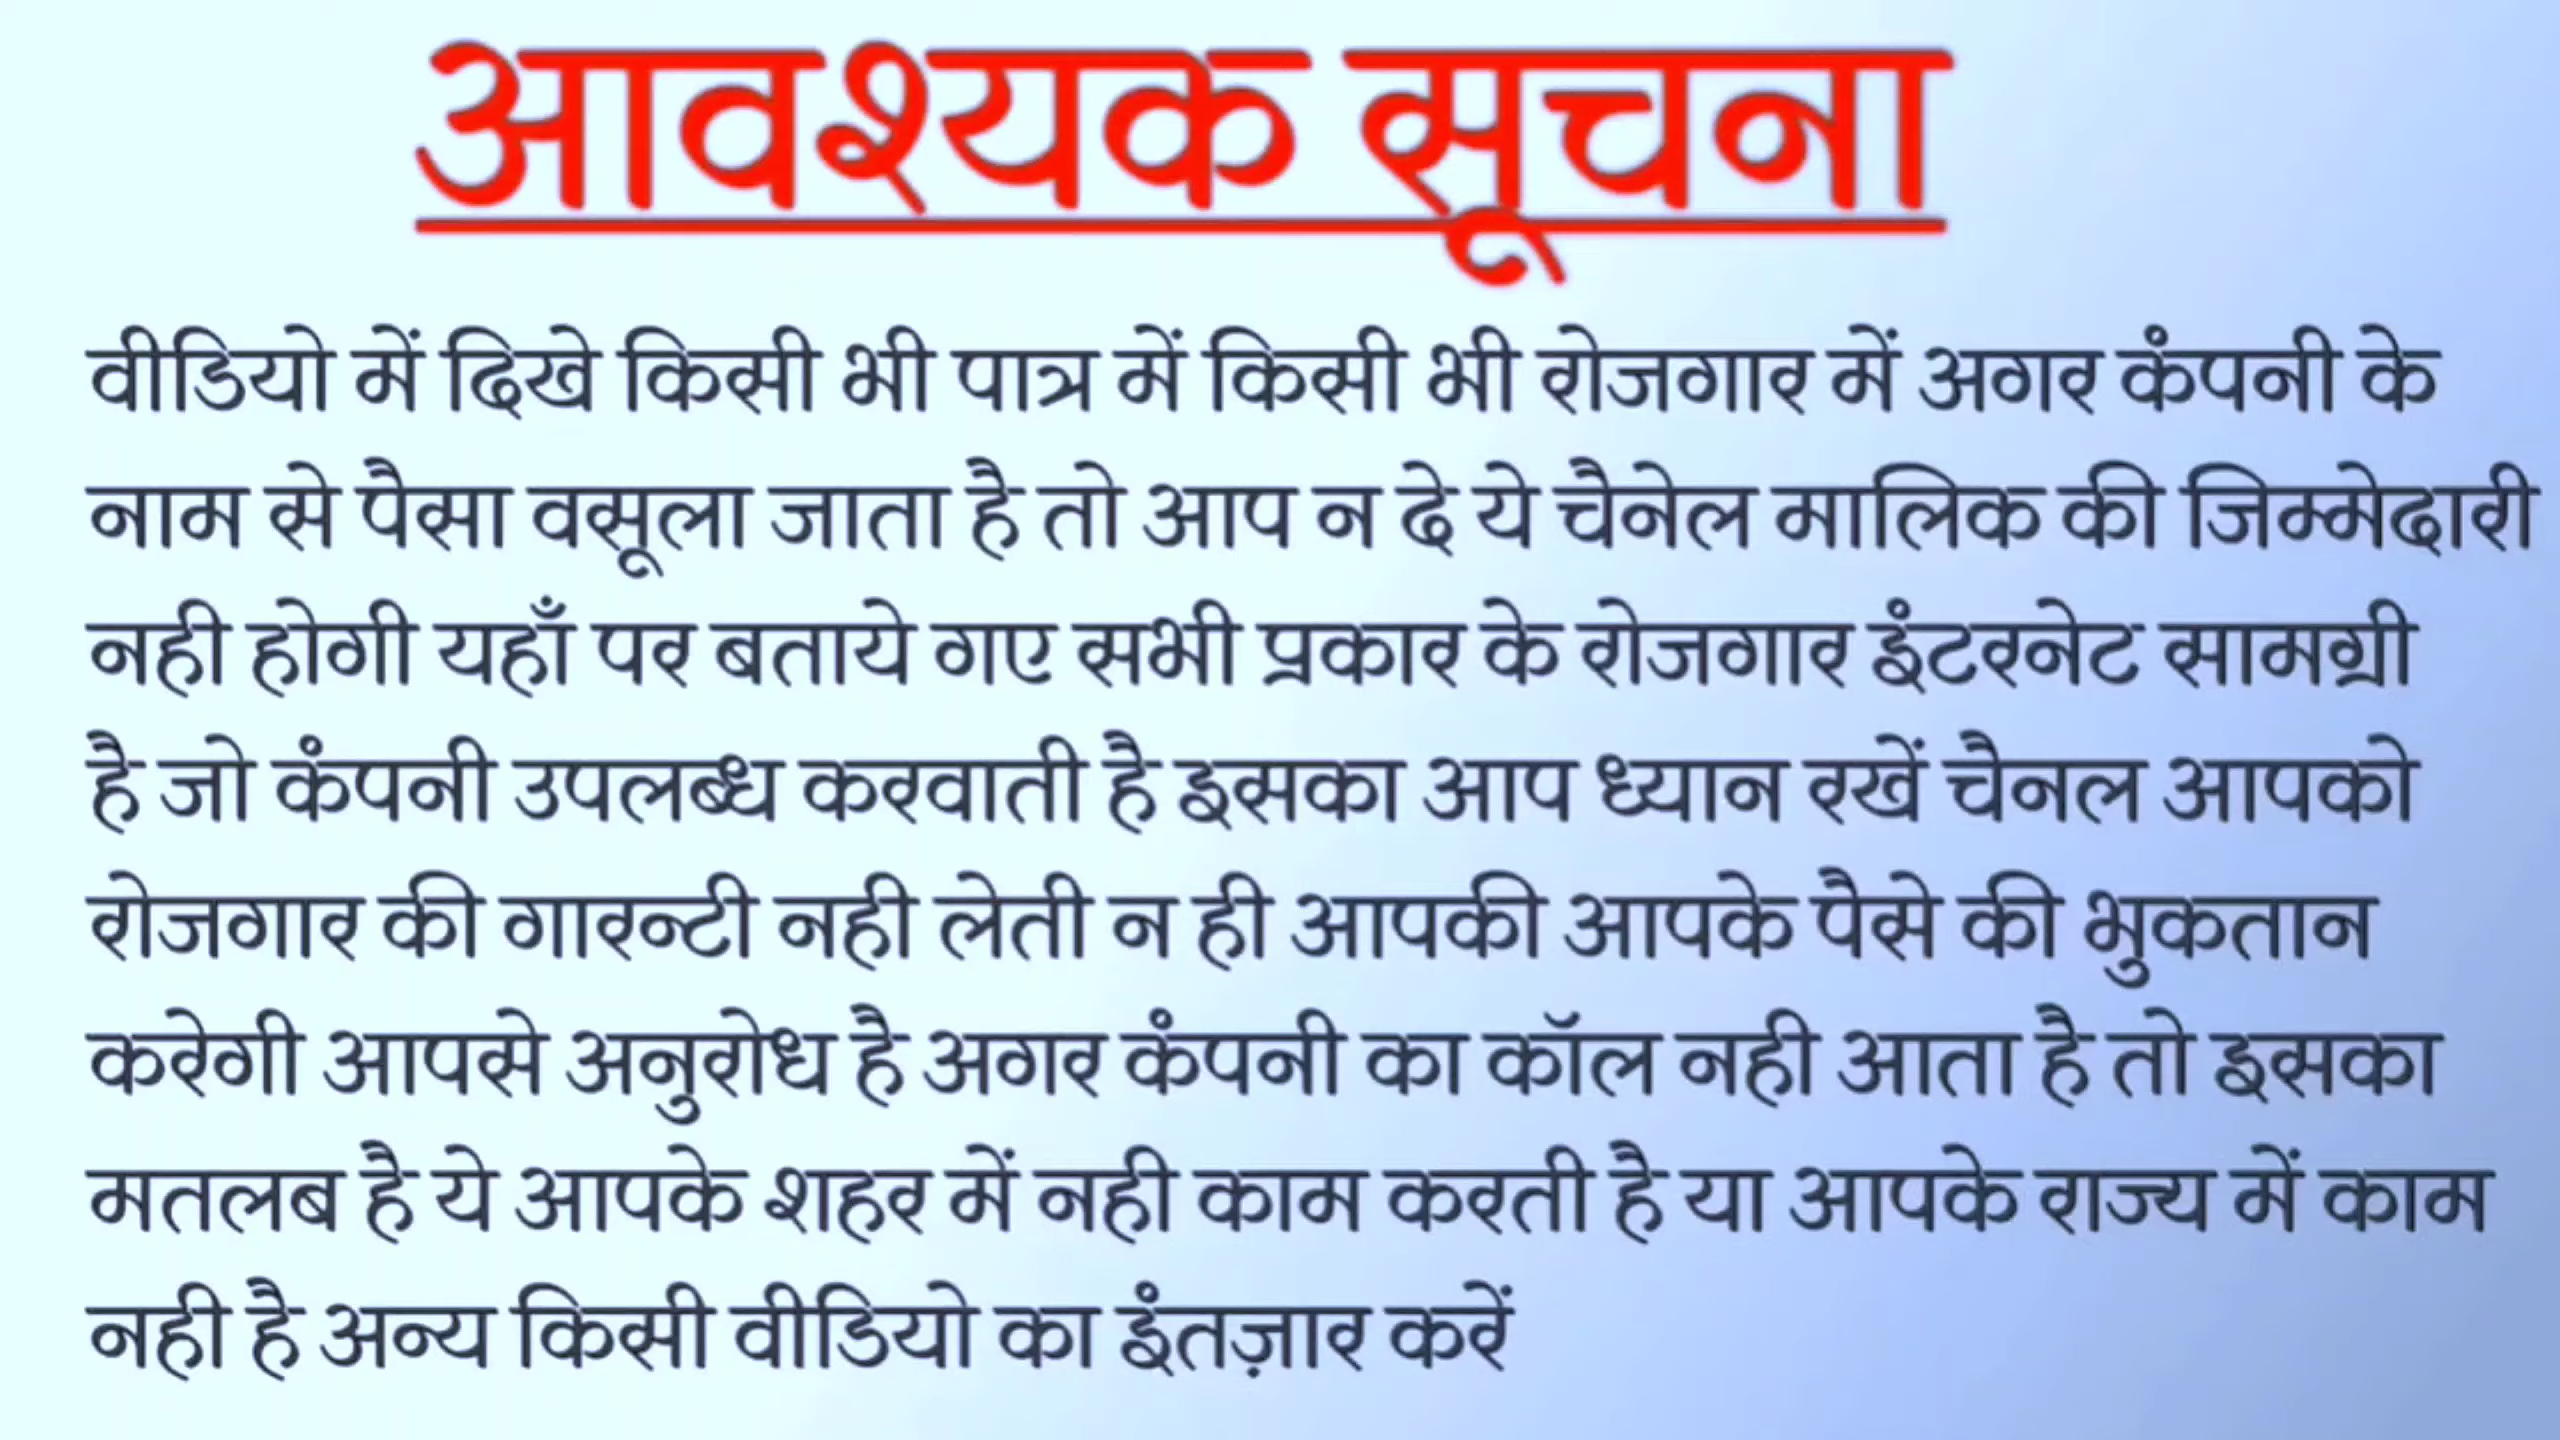 आवश्यक सूचना
वीडियो में दिखे किसी भी पात्र में किसी भी रोजगार में अगर कंपनी के
नाम से पैसा वसूला जाता है तो आप न दे ये चैनेल मालिक की जिम्मेदारी
नही होगी यहाँ पर बताये गए सभी प्रकार के रोजगार इंटरनेट सामग्री
है जो कंपनी उपलब्ध करवाती है इसका आप ध्यान रखें चैनल आपको
रोजगार की गारन्टी नही लेती न ही आपकी आपके पैसे की भुकतान
करेगी आपसे अनुरोध है अगर कंपनी का कॉल नही आता है तो इसका
मतलब है ये आपके शहर में नही काम करती है या आपके राज्य में काम
नही है अन्य किसी वीडियो का इंतज़ार करें